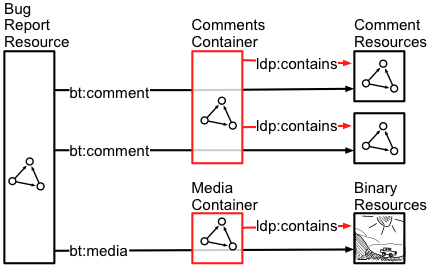 Bug
Report
Resource
Comments
Container
Comment
Resources
ldp:contains
bt:comment
ldp:contains
bt:comment
Media
Container
Binary
Resources
ldp:contains
bt:media